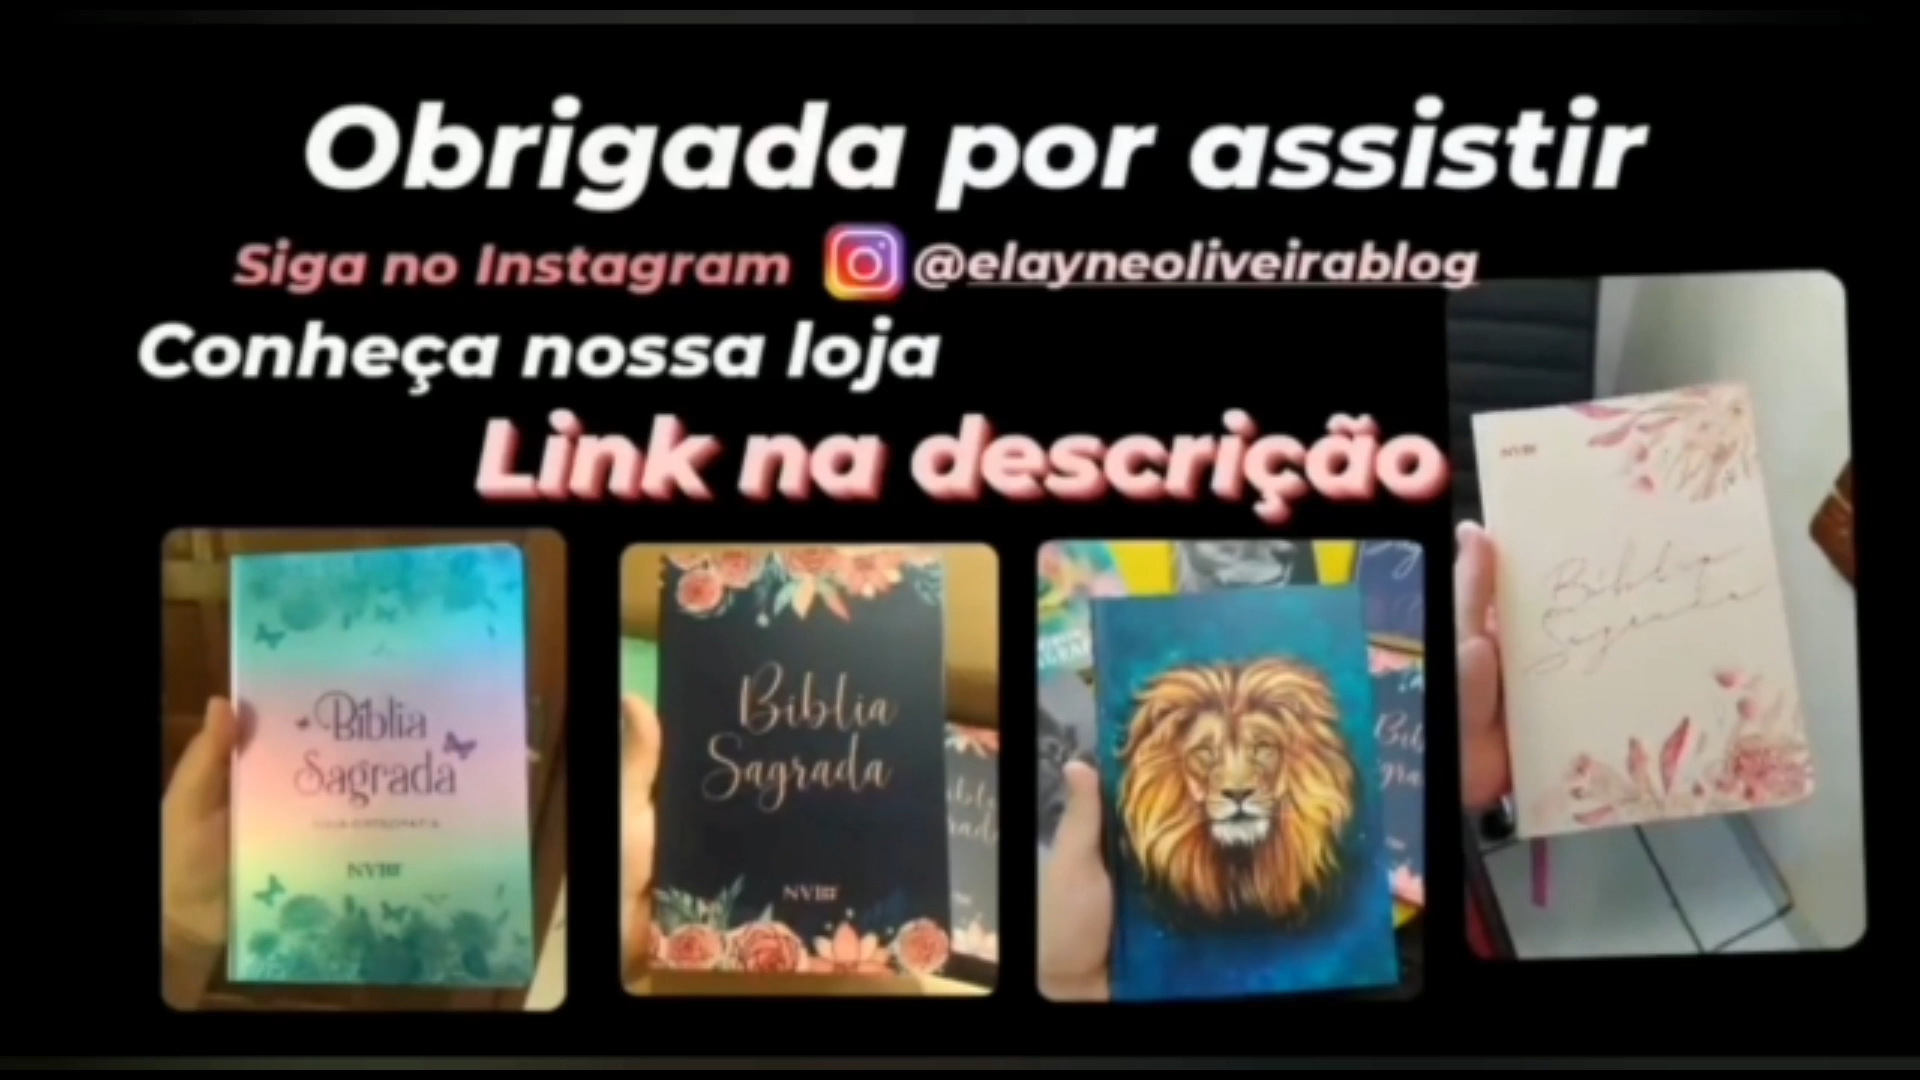 Obrigada por assistir
Siga no Instagram @elayneoliveirablog
Conheça nossa loja
Link na descrição
Bíblia
Sagrada
NVI
Bíblia
Sagrada
NVI
NVI
Bíblia
Sagrada